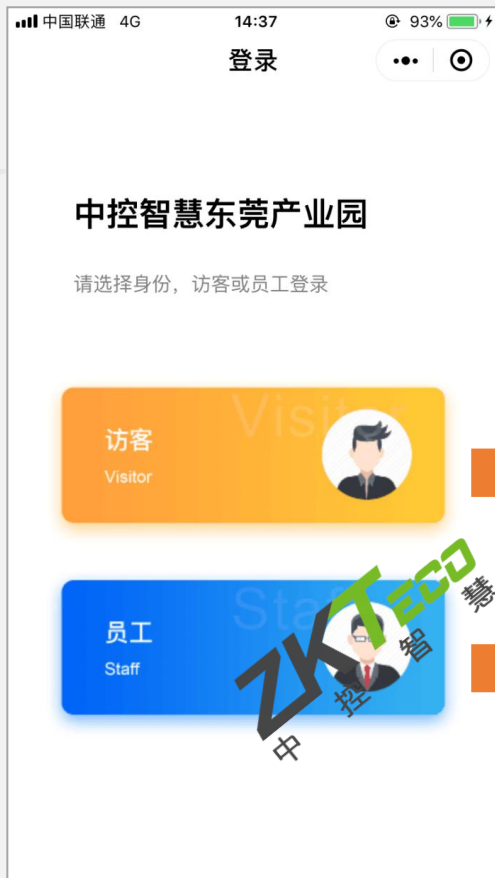 中国联通 4G 14:37 93%
登录
中控智慧东莞产业园
请选择身份，访客或员工登录
Visitor
访客
Visitor
Staff
员工
Staff
ZKTECO
中控智慧